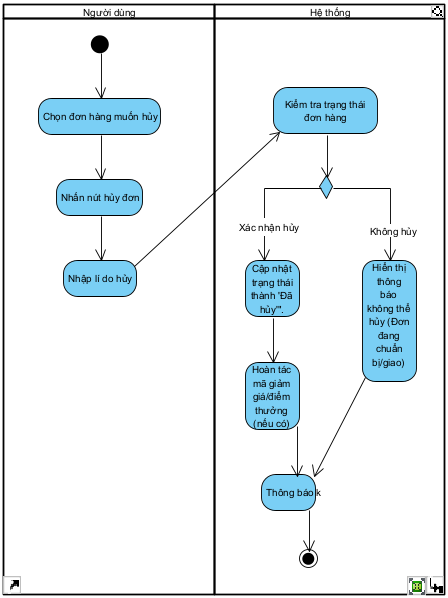 Người dùng
Hệ thống
Chọn đơn hàng muốn hủy
Nhấn nút hủy đơn
Nhập lí do hủy
Kiểm tra trạng thái
đơn hàng
Xác nhận hủy
Không hủy
Cập nhật
trạng thái
thành 'Đã
hủy'".
Hiển thị
thông
báo
không thể
hủy (Đơn
đang
chuẩn
bị/giao)
Hoàn tác
mã giảm
giá/điểm
thưởng
(nếu có)
Thông báo k